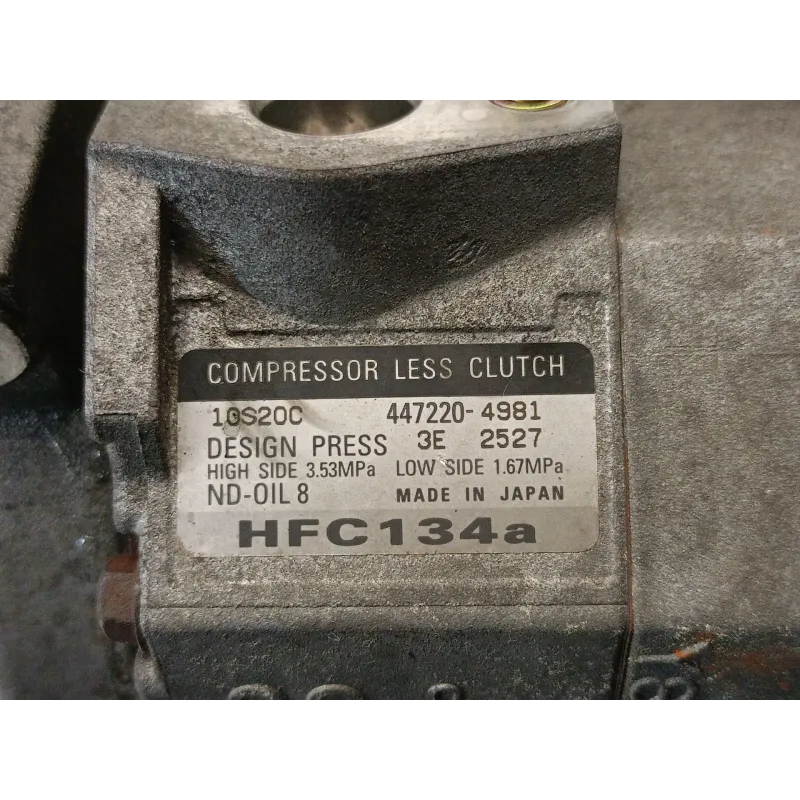 COMPRESSOR LESS CLUTCH
10S20C 447220-4981
DESIGN PRESS 3E 2527
HIGH SIDE 3.53MPa LOW SIDE 1.67MPa
ND-OIL 8 MADE IN JAPAN
HFC134a